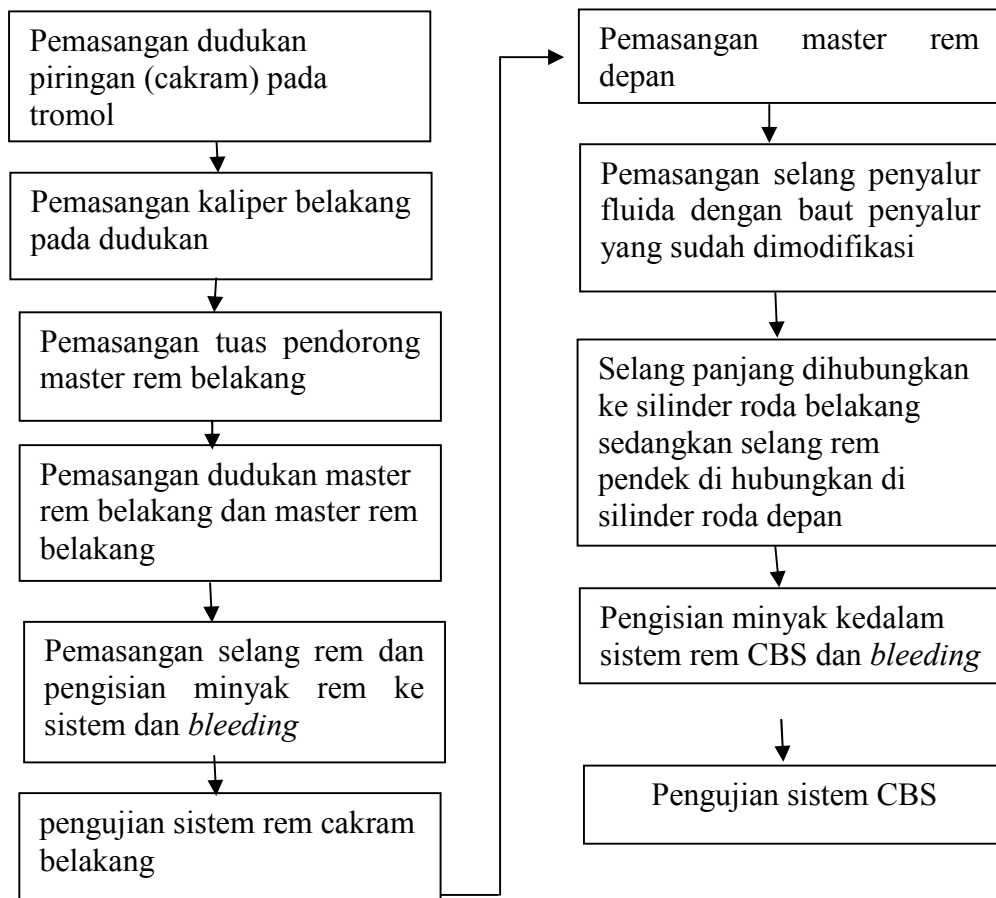 Pemasangan dudukan
piringan (cakram) pada
tromol
Pemasangan kaliper belakang
pada dudukan
Pemasangan tuas pendorong
master rem belakang
Pemasangan dudukan master
rem belakang dan master rem
belakang
Pemasangan selang rem dan
pengisian minyak rem ke
sistem dan bleeding
pengujian sistem rem cakram
belakang
Pemasangan master rem
depan
Pemasangan selang penyalur
fluida dengan baut penyalur
yang sudah dimodifikasi
Selang panjang dihubungkan
ke silinder roda belakang
sedangkan selang rem
pendek di hubungkan di
silinder roda depan
Pengisian minyak kedalam
sistem rem CBS dan bleeding
Pengujian sistem CBS